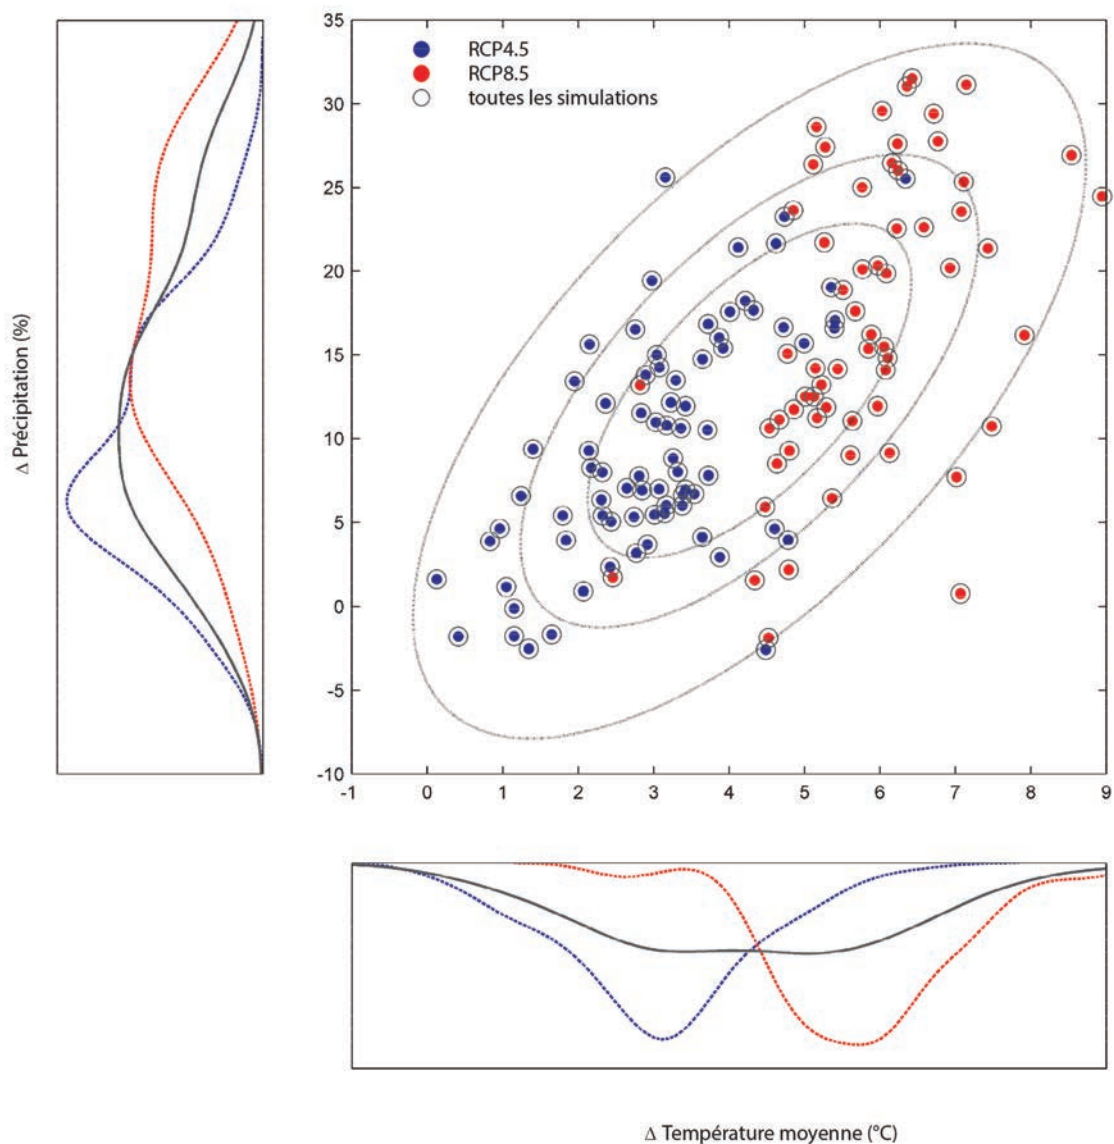 RCP4.5
RCP8.5
toutes les simulations
Δ Précipitation (%)
35
30
25
20
15
10
5
0
-5
-10
-1 0 1 2 3 4 5 6 7 8 9
Δ Température moyenne (°C)